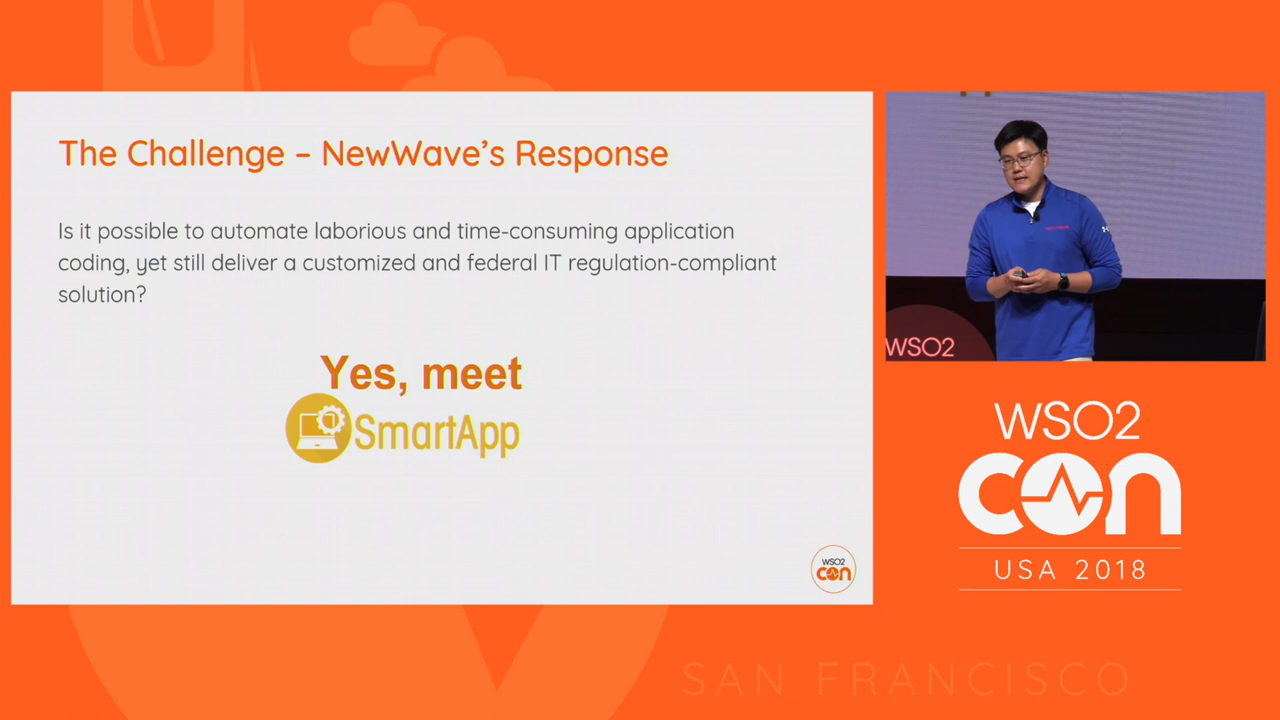 The Challenge – NewWave's Response
Is it possible to automate laborious and time-consuming application
coding, yet still deliver a customized and federal IT regulation-compliant
solution?
Yes, meet
SmartApp
WSO2
con
WSO2
WSO2
con
USA 2018
SAN FRANCISCO